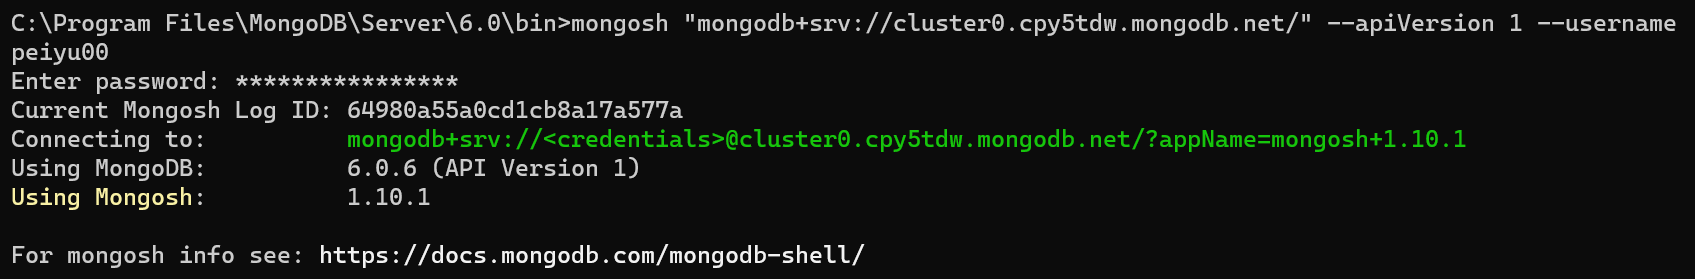 C:\Program Files\MongoDB\Server\6.0\bin>mongosh "mongodb+srv://cluster0.cpy5tdw.mongodb.net/" --apiVersion 1 --username
peiyu00
Enter password: ****************
Current Mongosh Log ID: 64980a55a0cd1cb8a17a577a
Connecting to:          mongodb+srv://<credentials>@cluster0.cpy5tdw.mongodb.net/?appName=mongosh+1.10.1
Using MongoDB:          6.0.6 (API Version 1)
Using Mongosh:          1.10.1
For mongosh info see: https://docs.mongodb.com/mongodb-shell/